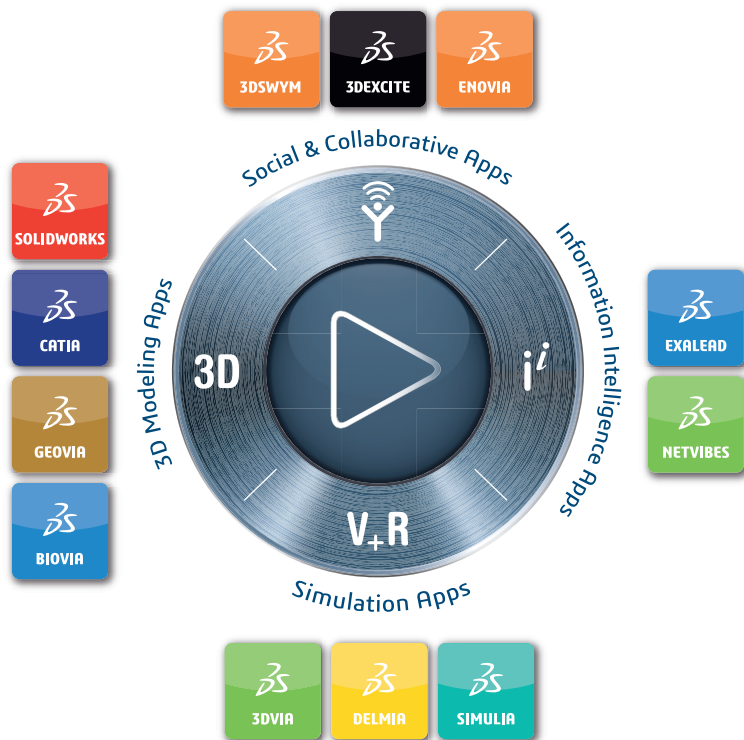 3DSWYM
3DEXCITE
ENOVIA
Social & Collaborative Apps
SOLIDWORKS
CATIA
GEOVIA
BIOVIA
3D Modeling Apps
3D
i i
V+R
Information Intelligence Apps
EXALEAD
NETVIBES
Simulation Apps
3DVIA
DELMIA
SIMULIA